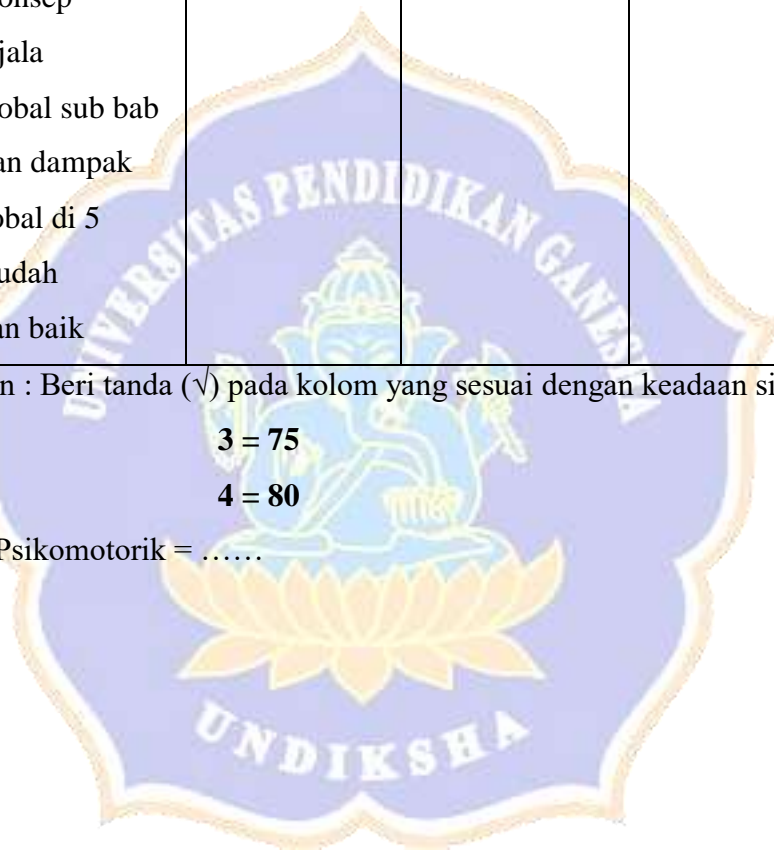 onsep
jala
obal sub bab
an dampak
obal di 5
udah
an baik
n : Beri tanda (√) pada kolom yang sesuai dengan keadaan si
3 = 75
4 = 80
Psikomotorik = ……
UNIVERSITAS PENDIDIKAN GANESHA
UNDIKSHA